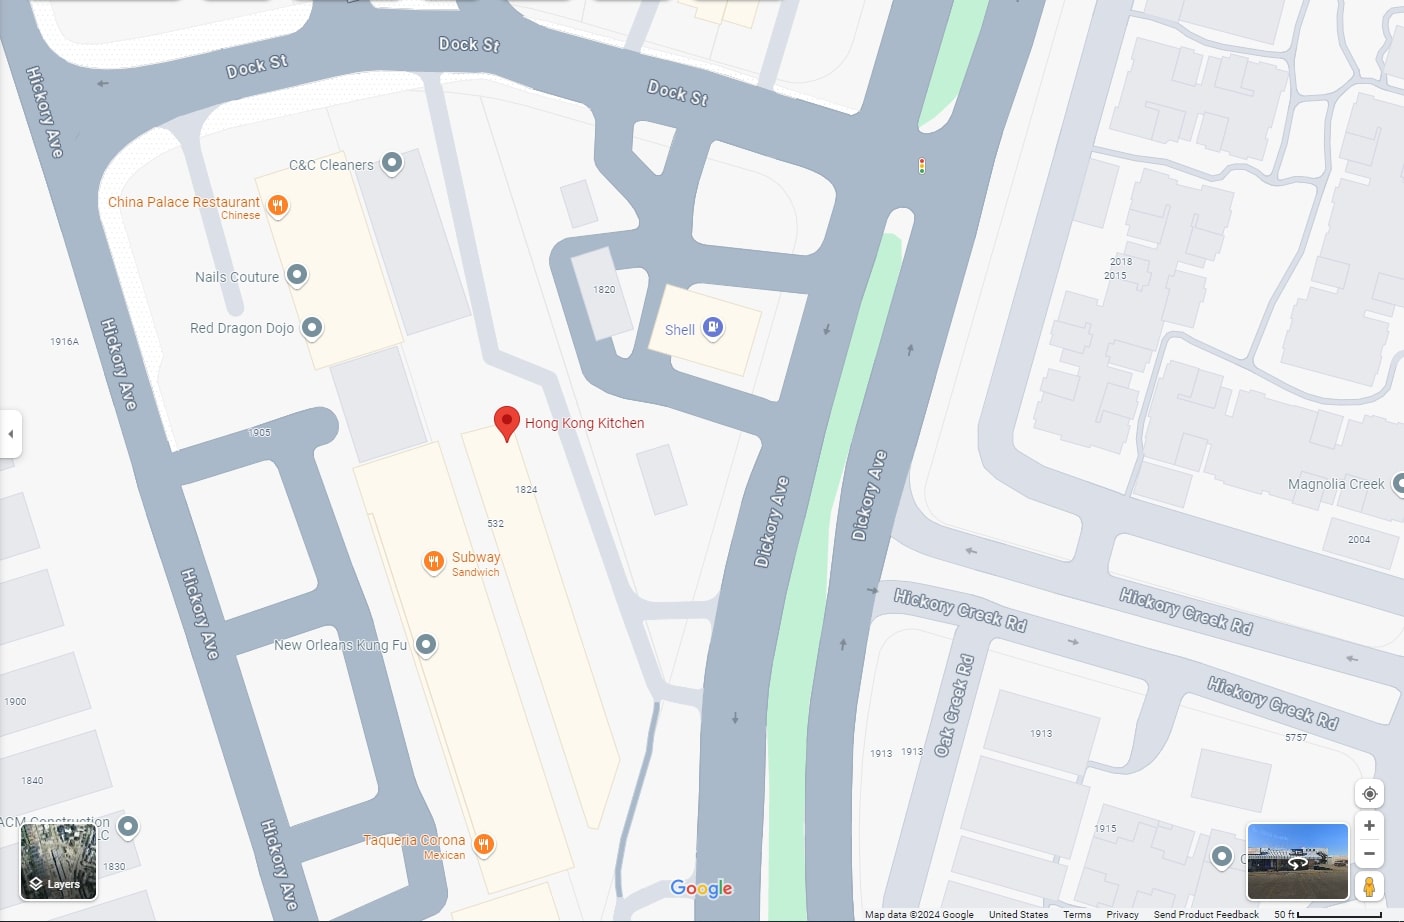 Dock St
Dock St
Dock St
Hickory Ave
C&C Cleaners
China Palace Restaurant
Chinese
Nails Couture
Red Dragon Dojo
1916A
Hickory Ave
1820
Shell
2018
2015
Hong Kong Kitchen
1905
1824
532
Dickory Ave
Dickory Ave
Magnolia Creek
2004
Subway
Sandwich
Hickory Ave
New Orleans Kung Fu
Hickory Creek Rd
Hickory Creek Rd
Oak Creek Rd
Hickory Creek Rd
1900
1913
1913
1913
5757
1840
ACM Construction
LC
1830
Taqueria Corona
Mexican
Hickory Ave
1915
Layers
Google
Map data ©2024 Google United States Terms Privacy Send Product Feedback 50 ft